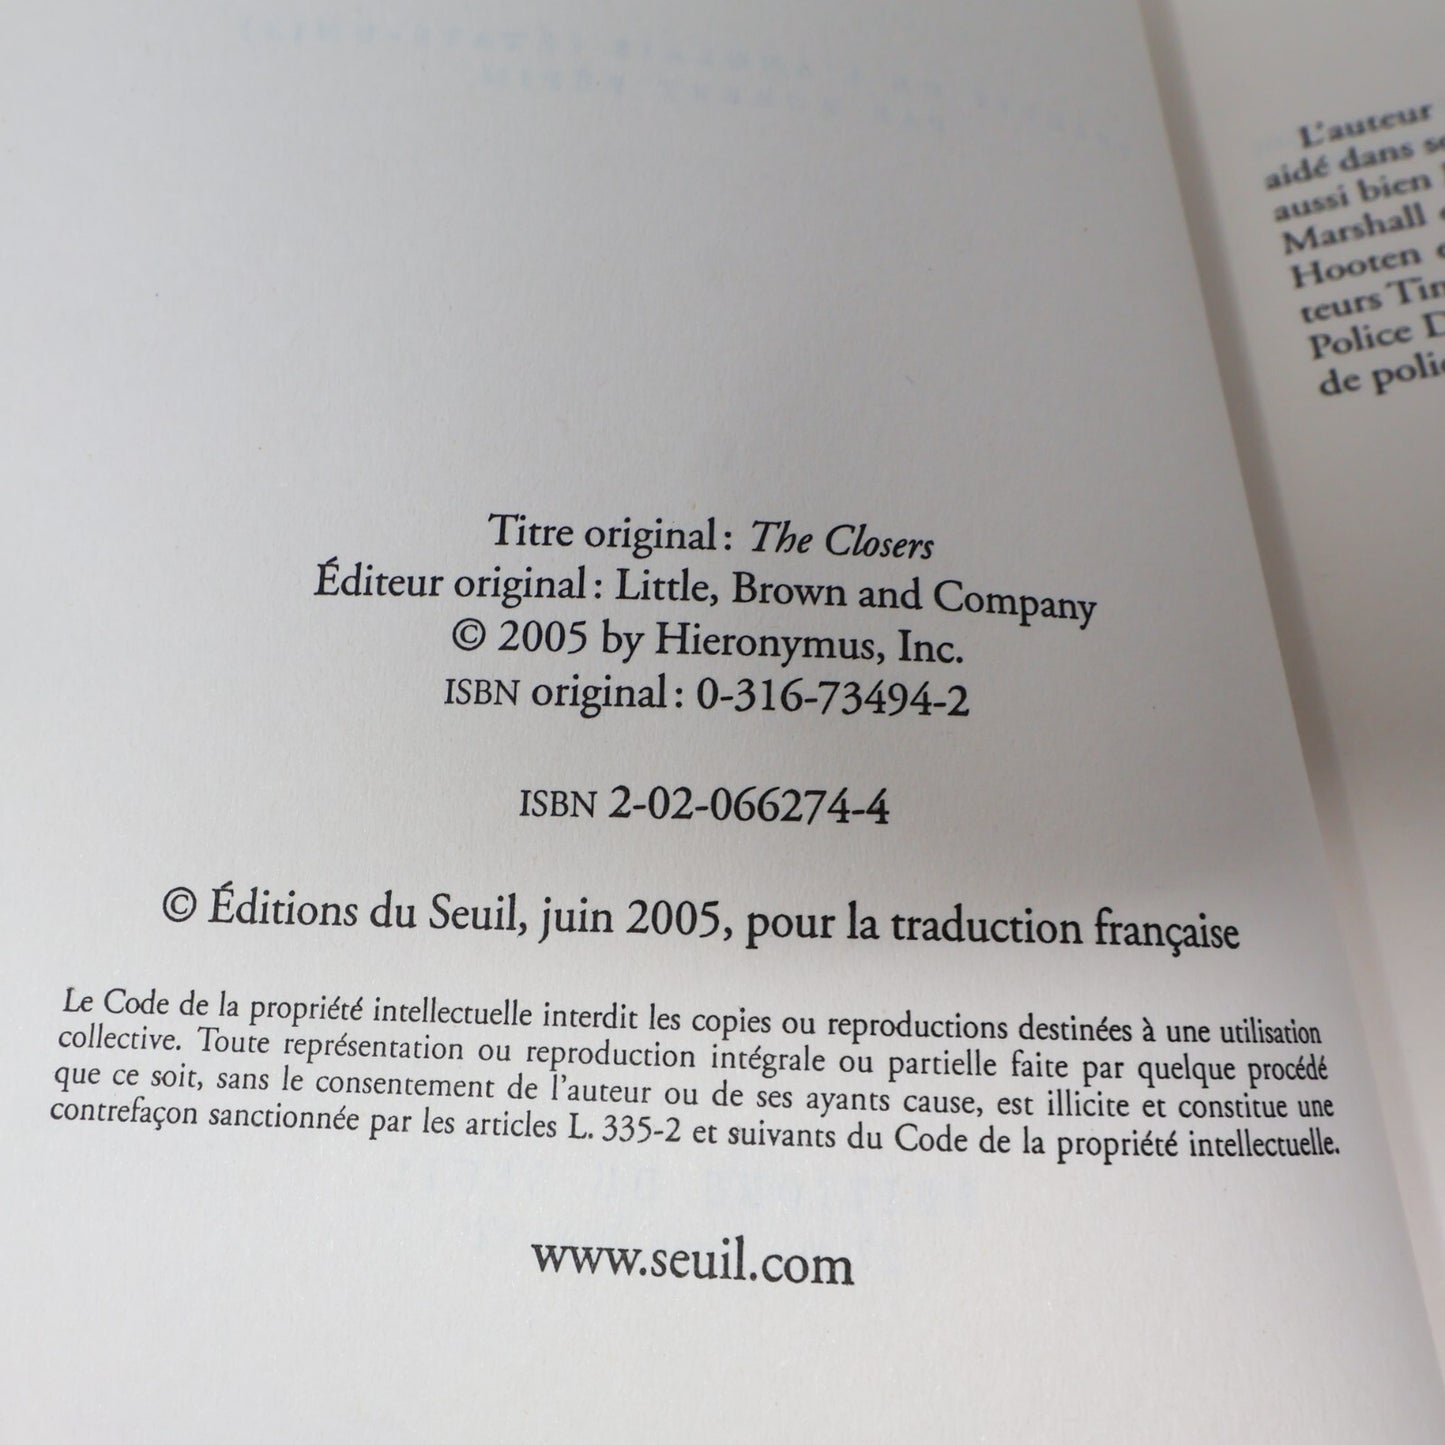 Titre original : The Closers
Éditeur original : Little, Brown and Company
© 2005 by Hieronymus, Inc.
ISBN original : 0-316-73494-2
ISBN 2-02-066274-4
© Éditions du Seuil, juin 2005, pour la traduction française
Le Code de la propriété intellectuelle interdit les copies ou reproductions destinées à une utilisation
collective. Toute représentation ou reproduction intégrale ou partielle faite par quelque procédé
que ce soit, sans le consentement de l'auteur ou de ses ayants cause, est illicite et constitue une
contrefaçon sanctionnée par les articles L. 335-2 et suivants du Code de la propriété intellectuelle.
www.seuil.com
L'auteur
aidé dans
aussi bien
Marshall
Hooten
teurs
Police
de